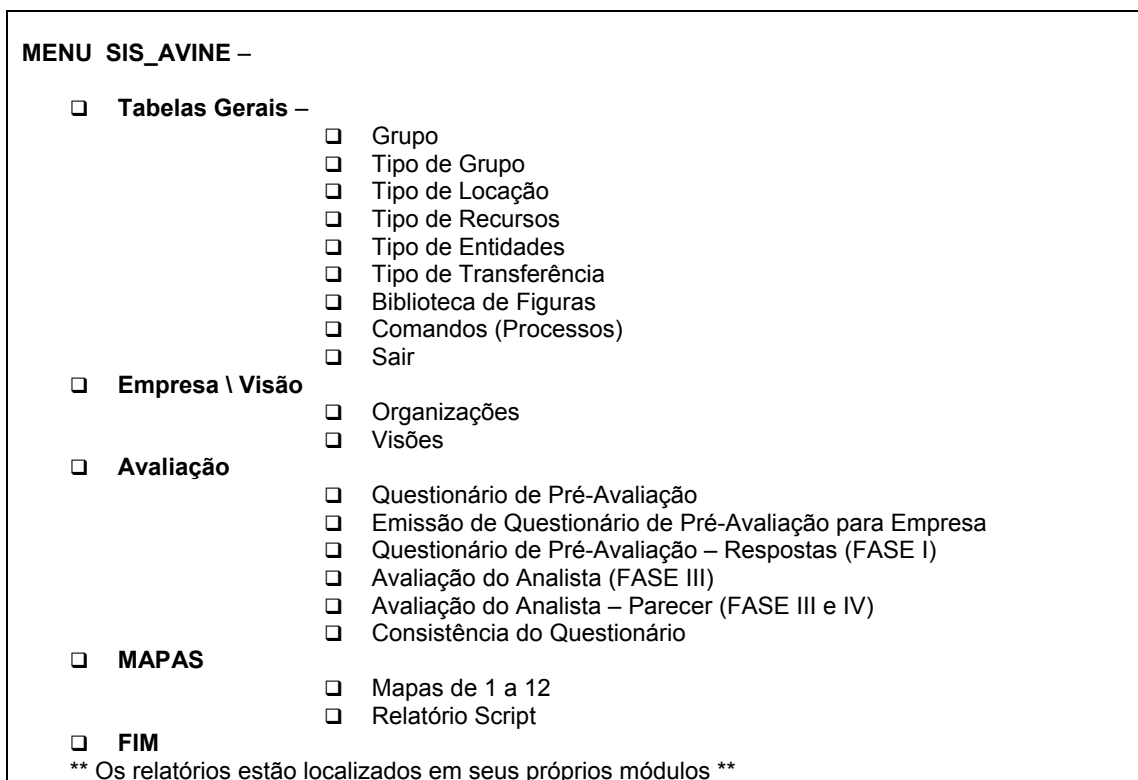 MENU SIS_AVINE –
❑ Tabelas Gerais –
❑ Grupo
❑ Tipo de Grupo
❑ Tipo de Locação
❑ Tipo de Recursos
❑ Tipo de Entidades
❑ Tipo de Transferência
❑ Biblioteca de Figuras
❑ Comandos (Processos)
❑ Sair
❑ Empresa \ Visão
❑ Organizações
❑ Visões
❑ Avaliação
❑ Questionário de Pré-Avaliação
❑ Emissão de Questionário de Pré-Avaliação para Empresa
❑ Questionário de Pré-Avaliação – Respostas (FASE I)
❑ Avaliação do Analista (FASE III)
❑ Avaliação do Analista – Parecer (FASE III e IV)
❑ Consistência do Questionário
❑ MAPAS
❑ Mapas de 1 a 12
❑ Relatório Script
❑ FIM
** Os relatórios estão localizados em seus próprios módulos **